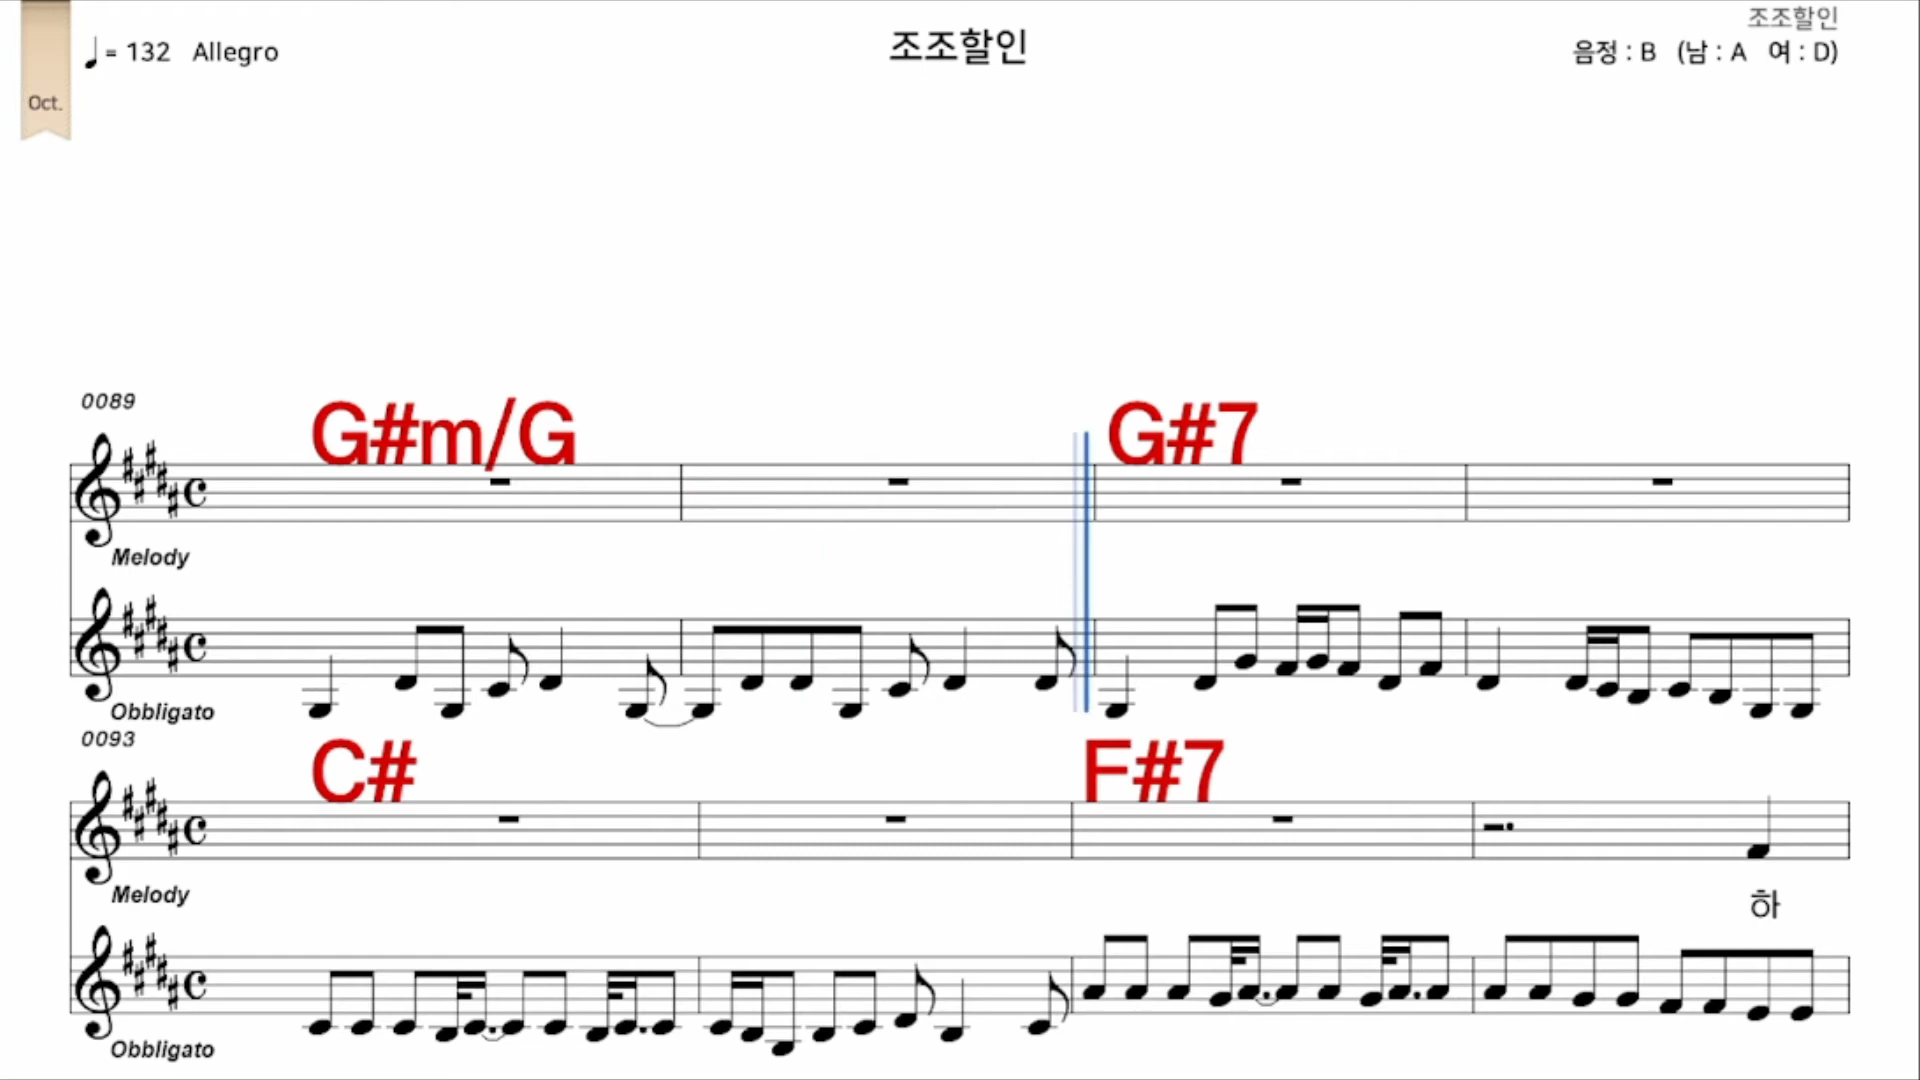 조조할인
Oct.
♩ = 132 Allegro
조조할인
음정 : B (남 : A 여 : D)
0089
G#m/G G#7
Melody
Obbligato
0093
C# F#7
Melody
하
Obbligato